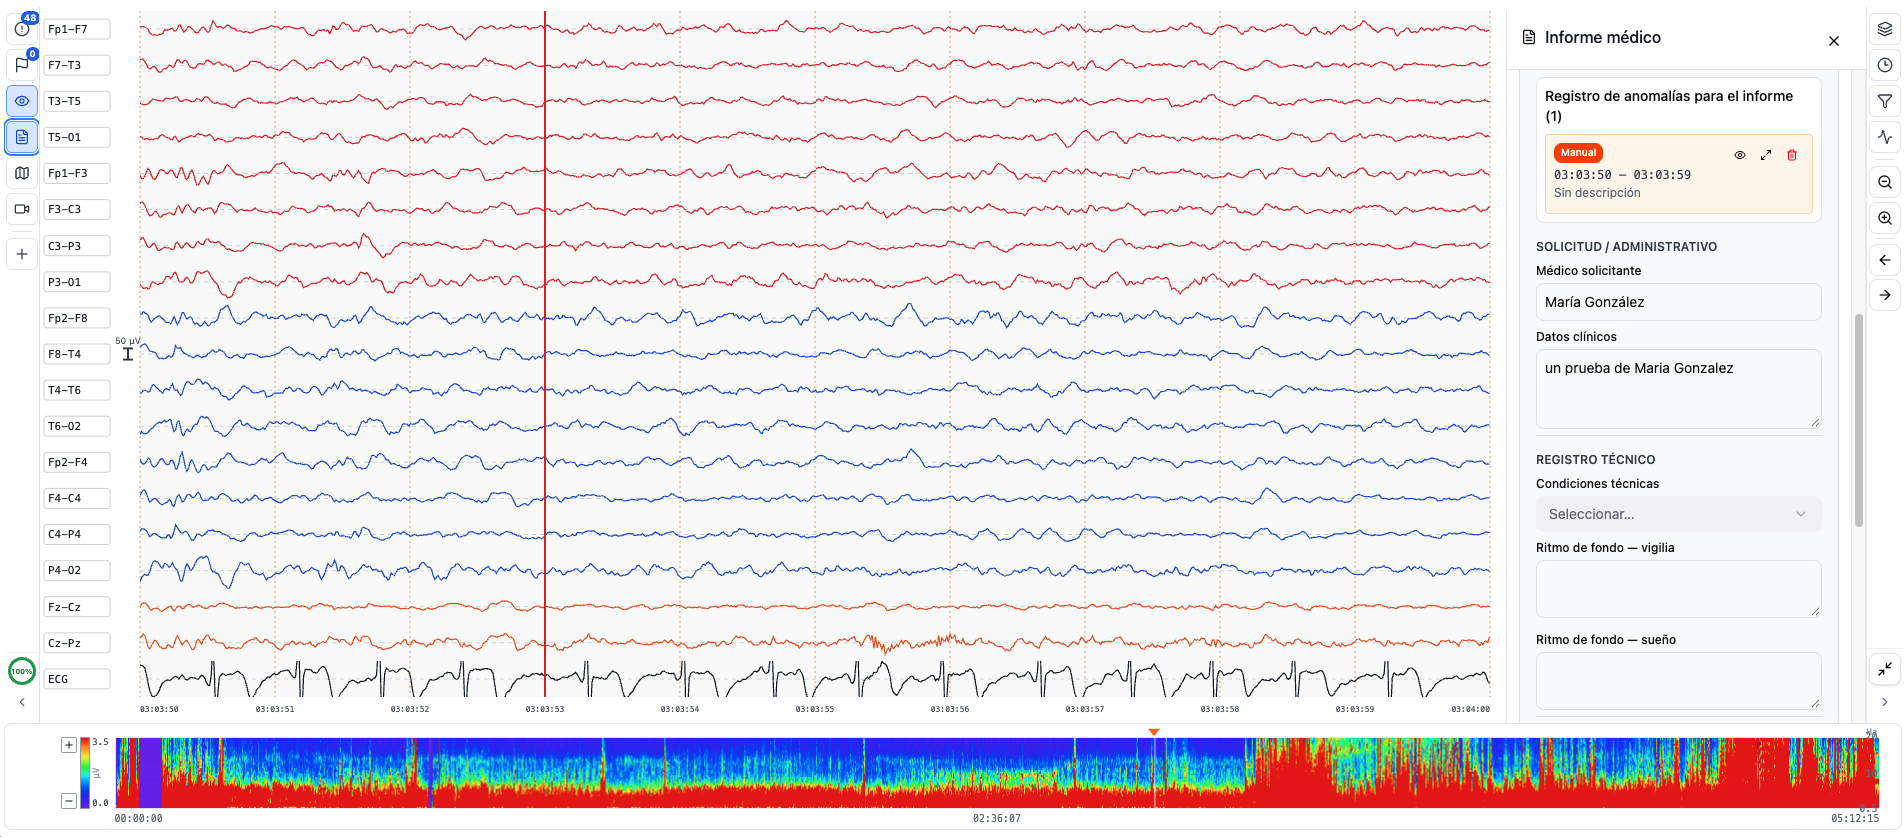 48
0
100%
Fp1−F7
F7−T3
T3−T5
T5−O1
Fp1−F3
F3−C3
C3−P3
P3−O1
Fp2−F8
F8−T4
T4−T6
T6−O2
Fp2−F4
F4−C4
C4−P4
P4−O2
Fz−Cz
Cz−Pz
ECG
50 µV
03:03:50 03:03:51 03:03:52 03:03:53 03:03:54 03:03:55 03:03:56 03:03:57 03:03:58 03:03:59 03:04:00
Informe médico
Registro de anomalías para el informe
(1)
Manual
03:03:50 — 03:03:59
Sin descripción
SOLICITUD / ADMINISTRATIVO
Médico solicitante
María González
Datos clínicos
un prueba de Maria Gonzalez
REGISTRO TÉCNICO
Condiciones técnicas
Seleccionar...
Ritmo de fondo — vigilia
Ritmo de fondo — sueño
3.5
µV
0.0
00:00:00 02:36:07 05:12:15